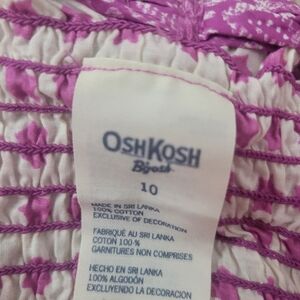 OSHKOSH
B'gosh
10
MADE IN SRI LANKA
100% COTTON
EXCLUSIVE OF DECORATION
FABRIQUÉ AU SRI LANKA
COTON 100 %
GARNITURES NON COMPRISES
HECHO EN SRI LANKA
100% ALGODÓN
EXCLUYENDO LA DECORACION